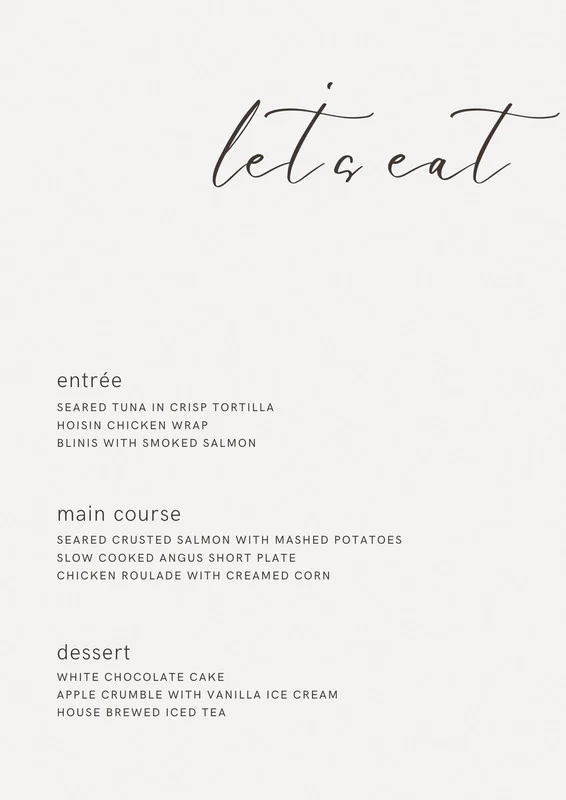 let's eat
entrée
SEARED TUNA IN CRISP TORTILLA
HOISIN CHICKEN WRAP
BLINIS WITH SMOKED SALMON
main course
SEARED CRUSTED SALMON WITH MASHED POTATOES
SLOW COOKED ANGUS SHORT PLATE
CHICKEN ROULADE WITH CREAMED CORN
dessert
WHITE CHOCOLATE CAKE
APPLE CRUMBLE WITH VANILLA ICE CREAM
HOUSE BREWED ICED TEA